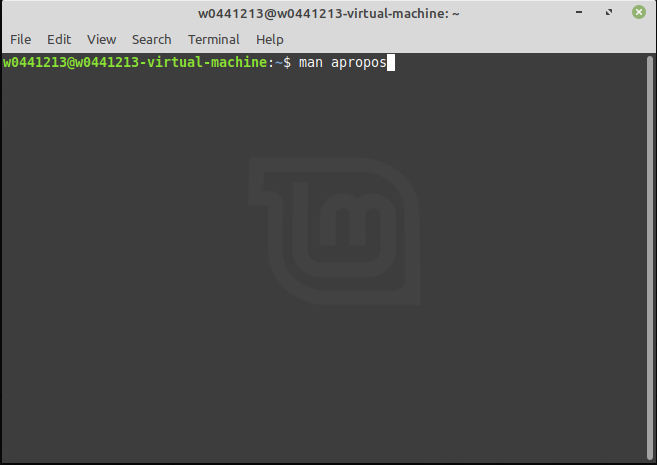 w0441213@w0441213-virtual-machine: ~
File Edit View Search Terminal Help
w0441213@w0441213-virtual-machine:~$ man apropos